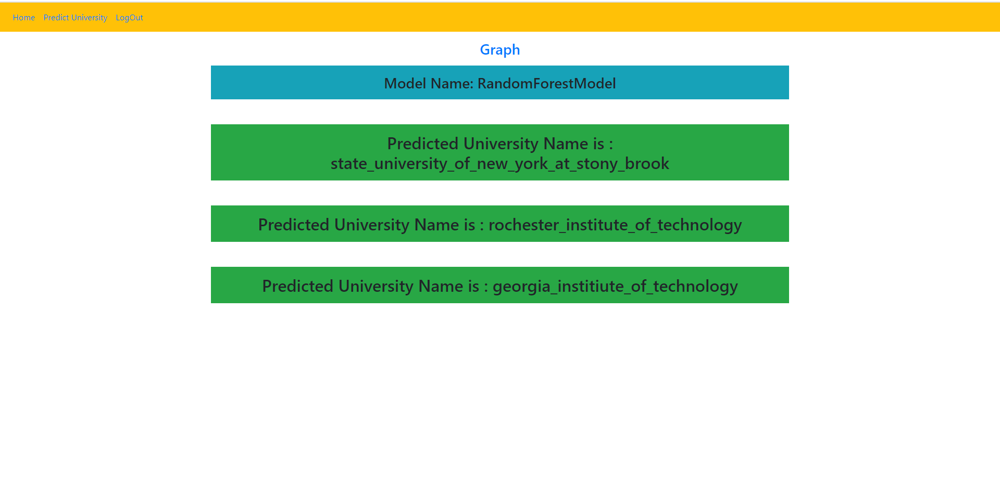 Home Predict University LogOut
Graph
Model Name: RandomForestModel
Predicted University Name is :
state_university_of_new_york_at_stony_brook
Predicted University Name is : rochester_institute_of_technology
Predicted University Name is : georgia_institiute_of_technology